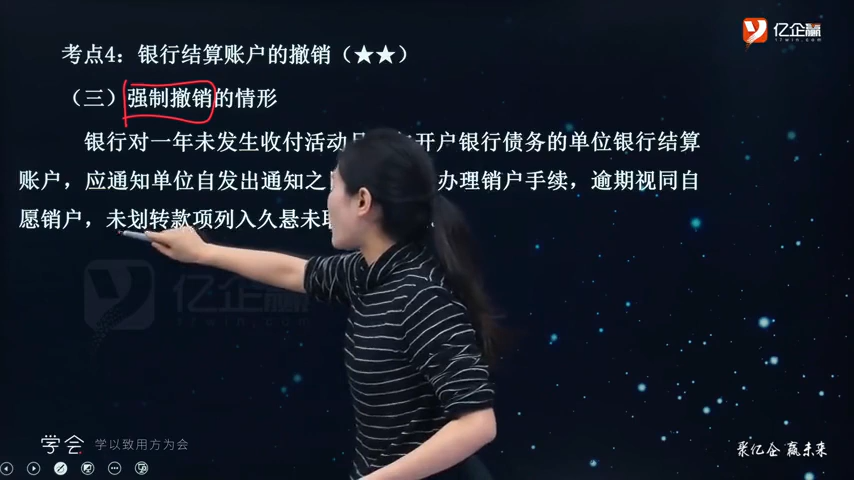 亿企赢
17win.com
考点4：银行结算账户的撤销（★★）
（三）强制撤销的情形
银行对一年未发生收付活动 开户银行债务的单位银行结算
账户，应通知单位自发出通知之 办理销户手续，逾期视同自
愿销户，未划转款项列入久悬未
亿企赢
17win.com
学会 学以致用方为会
聚亿企 赢未来